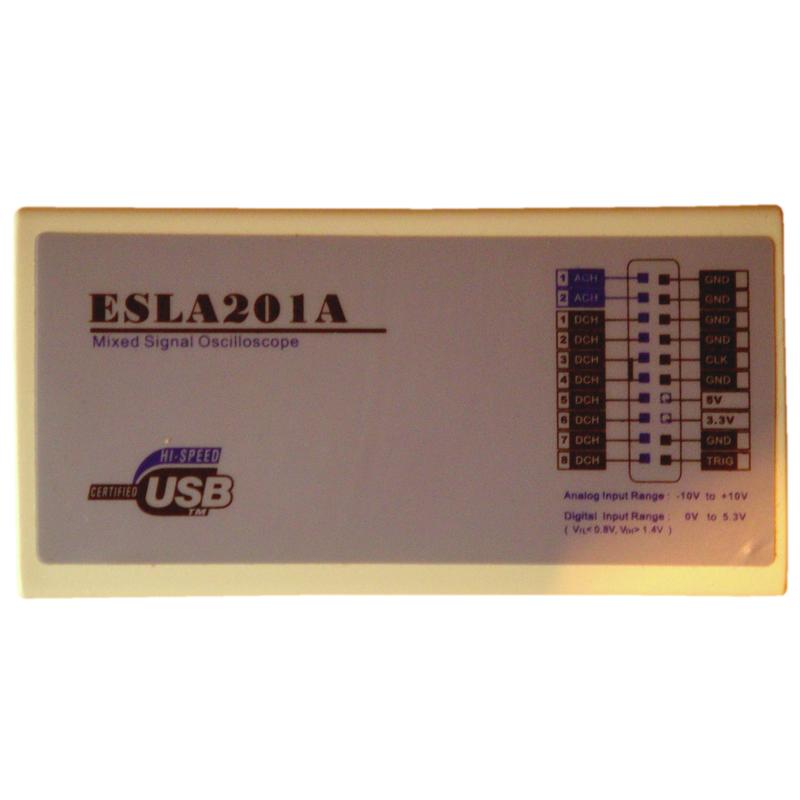 ESLA201A
Mixed Signal Oscilloscope
HI-SPEED
CERTIFIED USB TM
1 ACH GND
2 ACH GND
1 DCH GND
2 DCH GND
3 DCH CLK
4 DCH GND
5 DCH 5V
6 DCH 3.3V
7 DCH GND
8 DCH TRIG
Analog Input Range : -10V to +10V
Digital Input Range : 0V to 5.3V
( VIL< 0.8V, VIH> 1.4V )